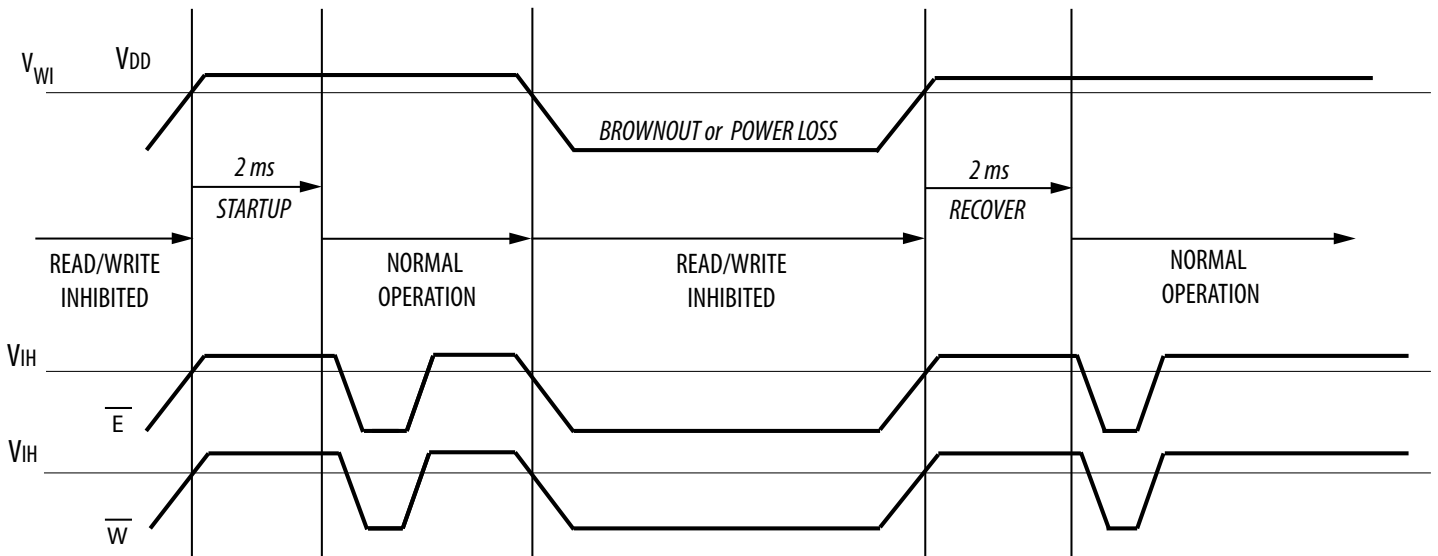 V_WI VDD
BROWNOUT or POWER LOSS
2 ms
STARTUP
2 ms
RECOVER
READ/WRITE
INHIBITED
NORMAL
OPERATION
READ/WRITE
INHIBITED
NORMAL
OPERATION
VIH
E
VIH
W